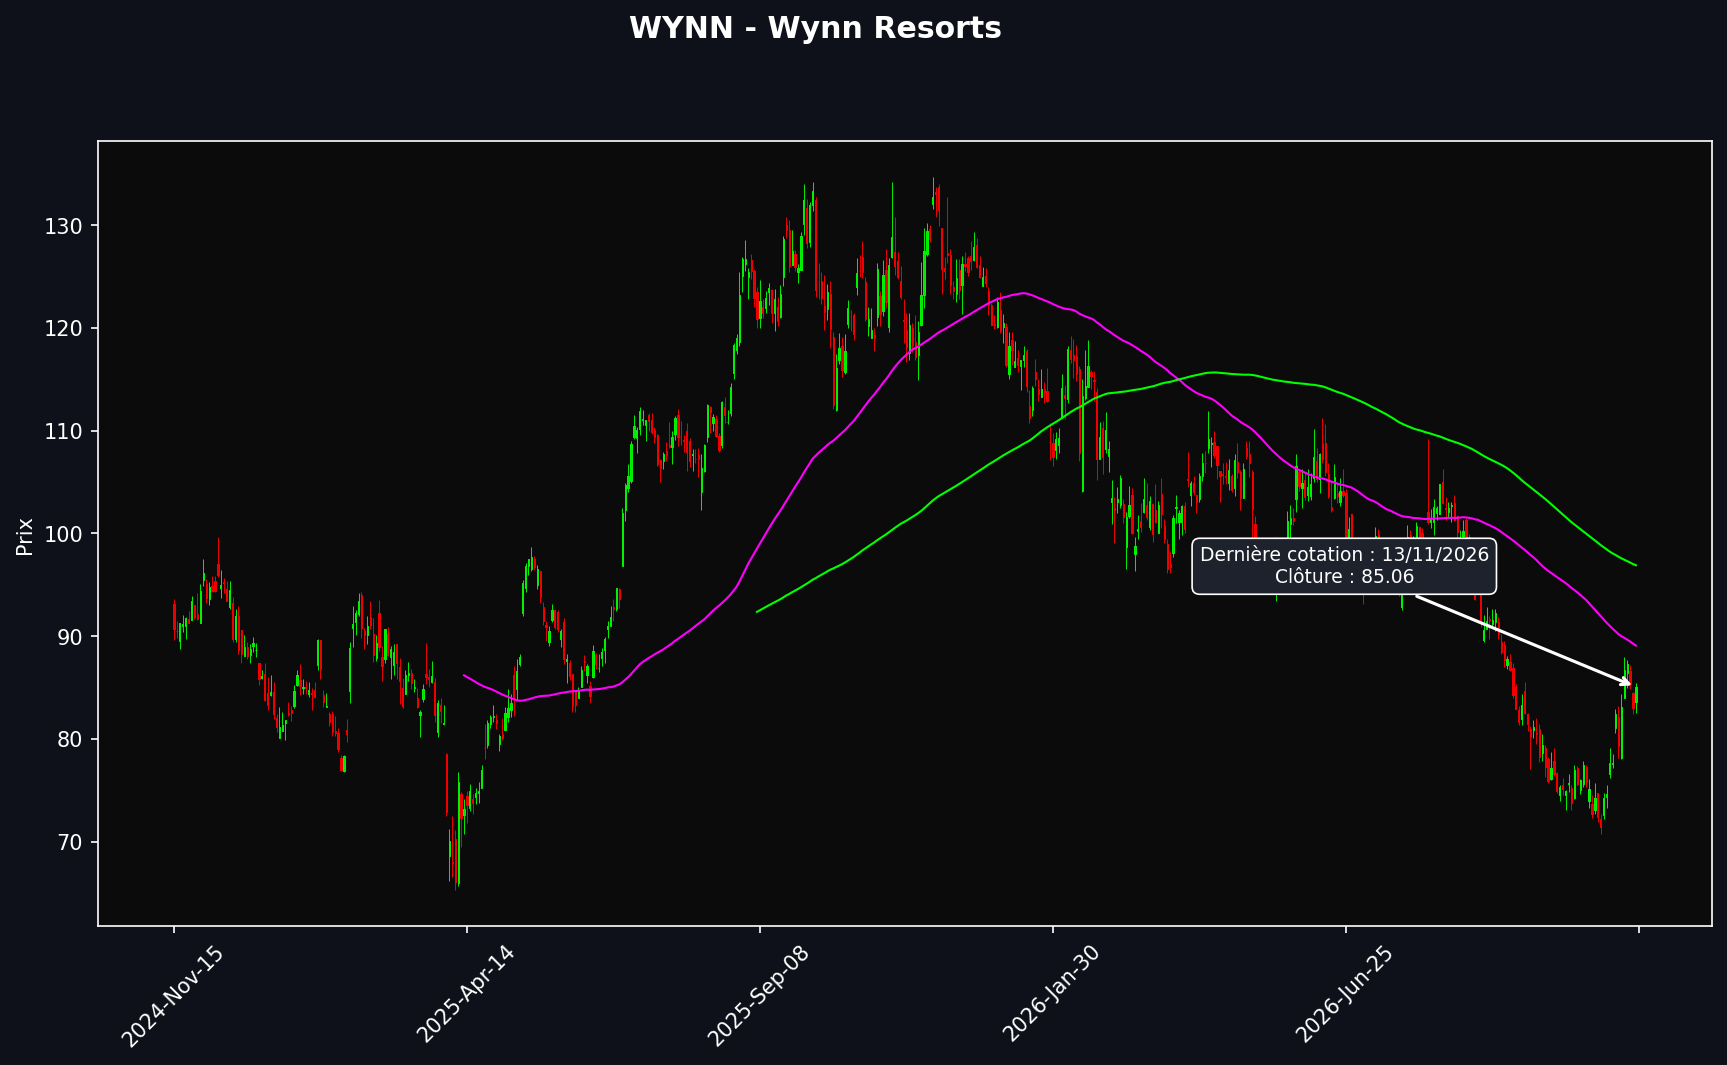 WYNN - Wynn Resorts
Prix
130
120
110
100
90
80
70
Dernière cotation : 13/11/2026
Clôture : 85.06
2024-Nov-15
2025-Apr-14
2025-Sep-08
2026-Jan-30
2026-Jun-25